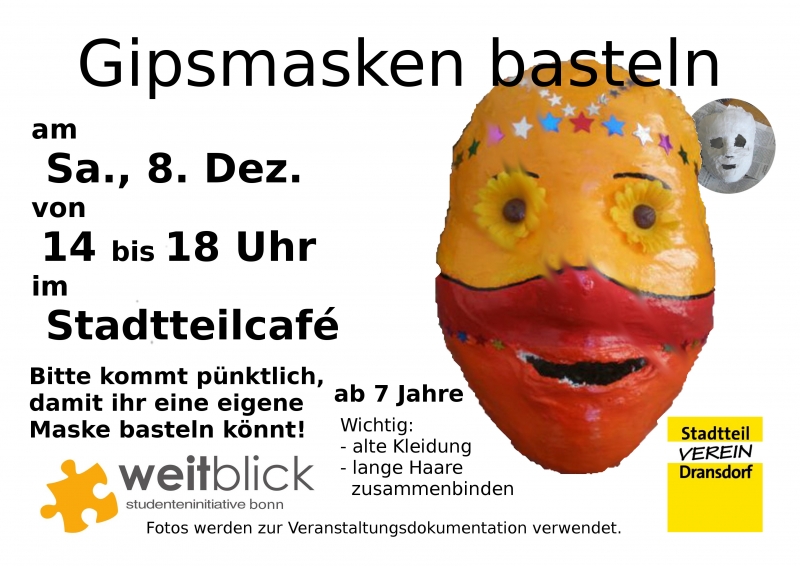 Gipsmasken basteln
am
Sa., 8. Dez.
von
14 bis 18 Uhr
im
Stadtteilcafé
Bitte kommt pünktlich,
damit ihr eine eigene
Maske basteln könnt!
ab 7 Jahre
Wichtig:
- alte Kleidung
- lange Haare
zusammenbinden
weitblick
studenteninitiative bonn
Stadtteil
VEREIN
Dransdorf
Fotos werden zur Veranstaltungsdokumentation verwendet.